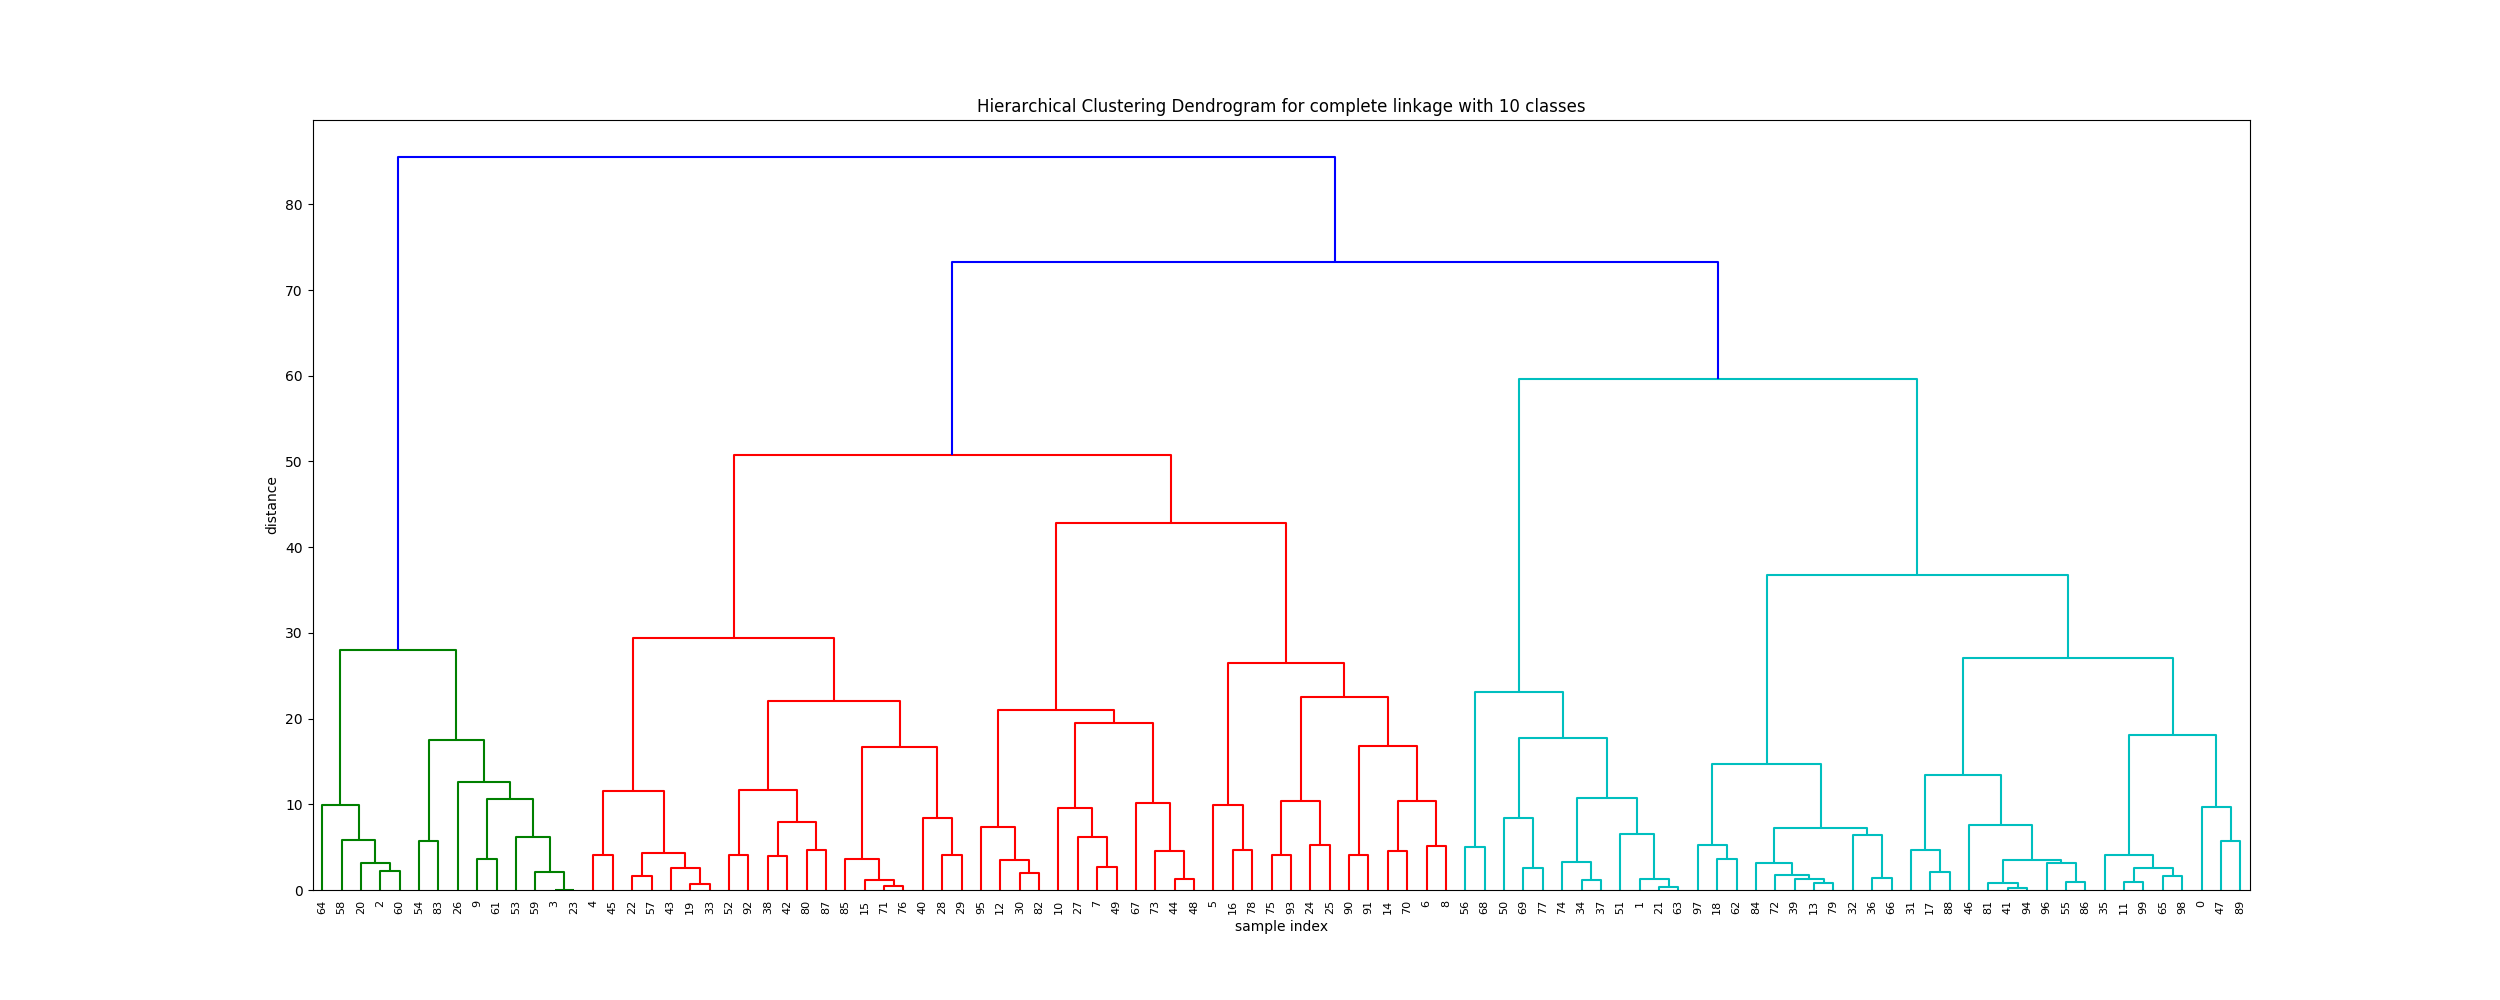 Hierarchical Clustering Dendrogram for complete linkage with 10 classes
80
70
60
50
40
30
20
10
0
distance
64 58 20 2 60 54 83 26 9 61 53 59 3 23 4 45 22 57 43 19 33 52 92 38 42 80 87 85 15 71 76 40 28 29 95 12 30 82 10 27 7 49 67 73 44 48 5 16 78 75 93 24 25 90 91 14 70 6 8 56 68 50 69 77 74 34 37 51 1 21 63 97 18 62 84 72 39 13 79 32 36 66 31 17 88 46 81 41 94 96 55 86 35 11 99 65 98 0 47 89
sample index